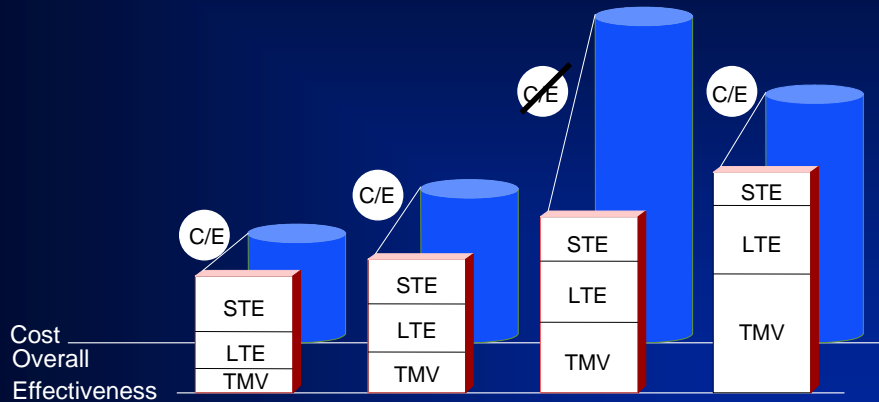 C/E
C/E
C/E
C/E
STE
LTE
TMV
STE
LTE
TMV
STE
LTE
TMV
STE
LTE
TMV
Cost
Overall
Effectiveness